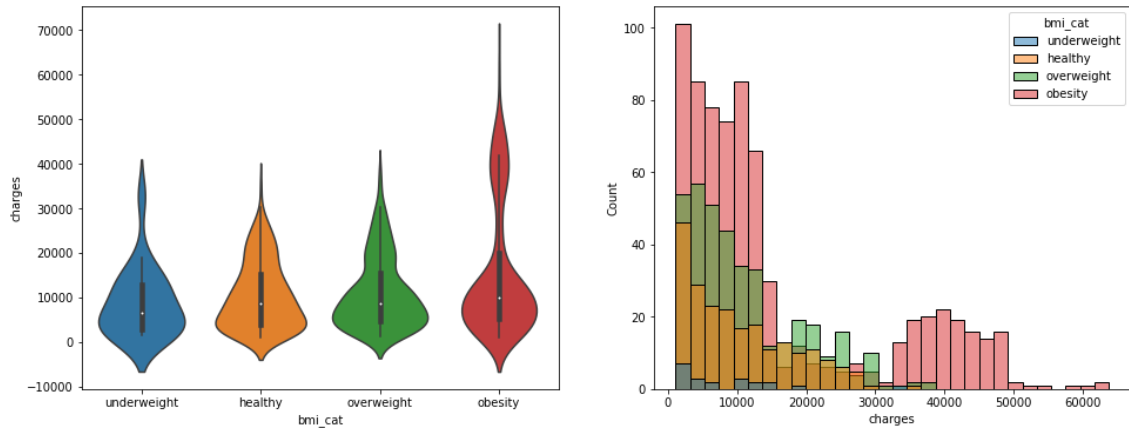 70000
60000
50000
40000
30000
20000
10000
0
−10000
charges
underweight healthy overweight obesity
bmi_cat
100
80
60
40
20
0
Count
bmi_cat
underweight
healthy
overweight
obesity
0 10000 20000 30000 40000 50000 60000
charges